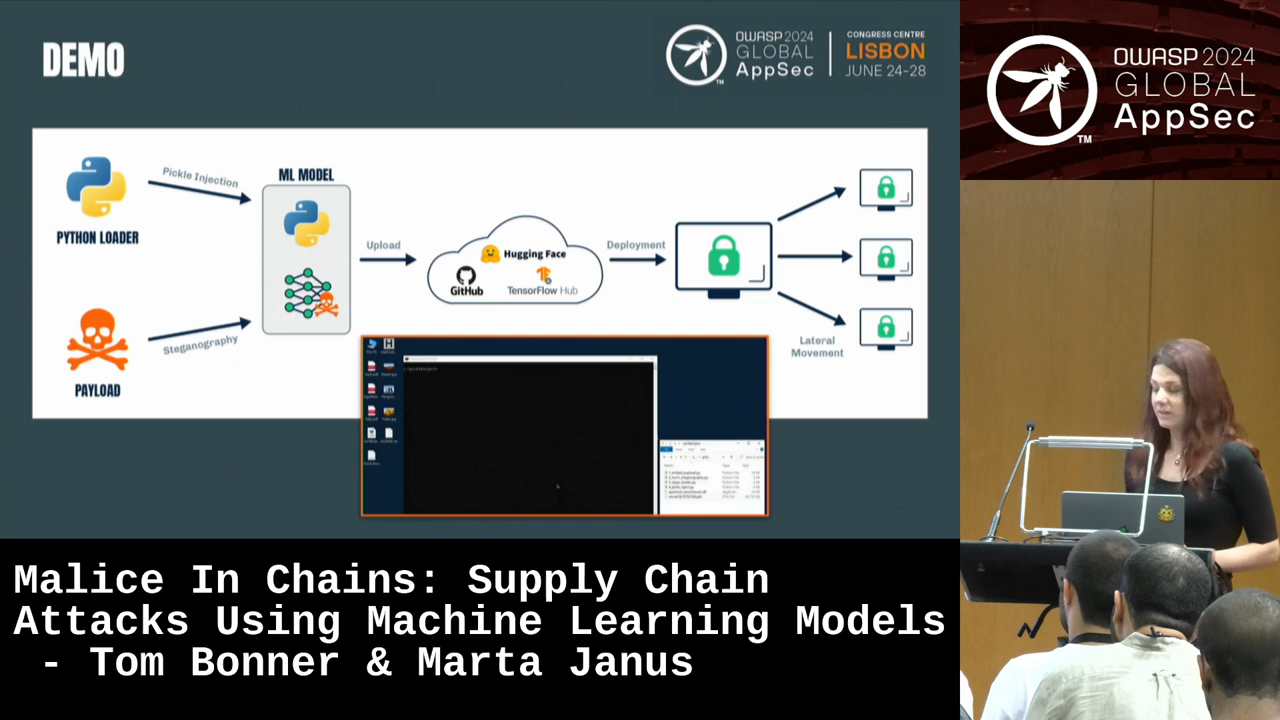 DEMO
OWASP 2024
GLOBAL
AppSec
TM
CONGRESS CENTRE
LISBON
JUNE 24-28
OWASP 2024
GLOBAL
AppSec
TM
PYTHON LOADER
Pickle Injection
ML MODEL
Upload
Hugging Face
GitHub
TensorFlow Hub
Deployment
Lateral
Movement
Steganography
PAYLOAD
Malice In Chains: Supply Chain
Attacks Using Machine Learning Models
- Tom Bonner & Marta Janus